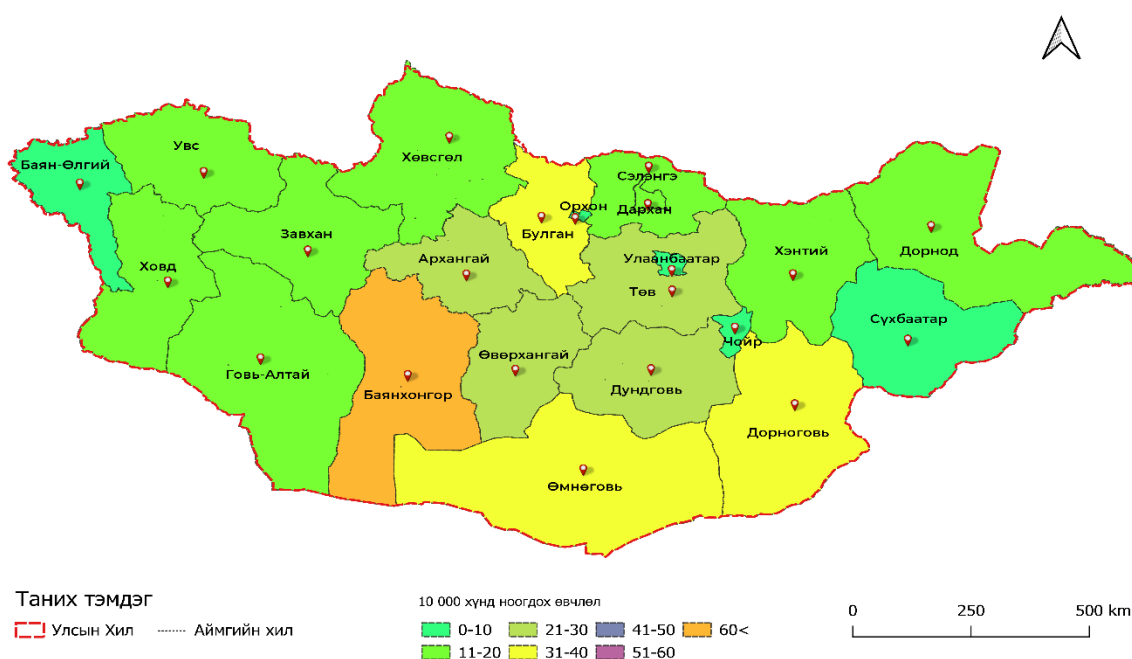 Увс
Баян-Өлгий
Хөвсгөл
Сэлэнгэ
Орхон
Дархан
Булган
Завхан
Архангай
Улаанбаатар
Хэнтий
Дорнод
Ховд
Төв
Сүхбаатар
Чойр
Өвөрхангай
Говь-Алтай
Баянхонгор
Дундговь
Дорноговь
Өмнөговь
Таних тэмдэг
Улсын Хил
Аймгийн хил
10 000 хүнд ноогдох өвчлөл
0-10 21-30 41-50 60<
11-20 31-40 51-60
0 250 500 km